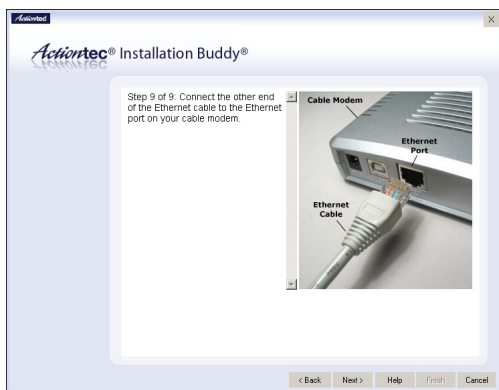 Actiontec
X
Actiontec® Installation Buddy®
Step 9 of 9: Connect the other end
of the Ethernet cable to the Ethernet
port on your cable modem.
Cable Modem
Ethernet
Port
Ethernet
Cable
< Back Next > Help Finish Cancel